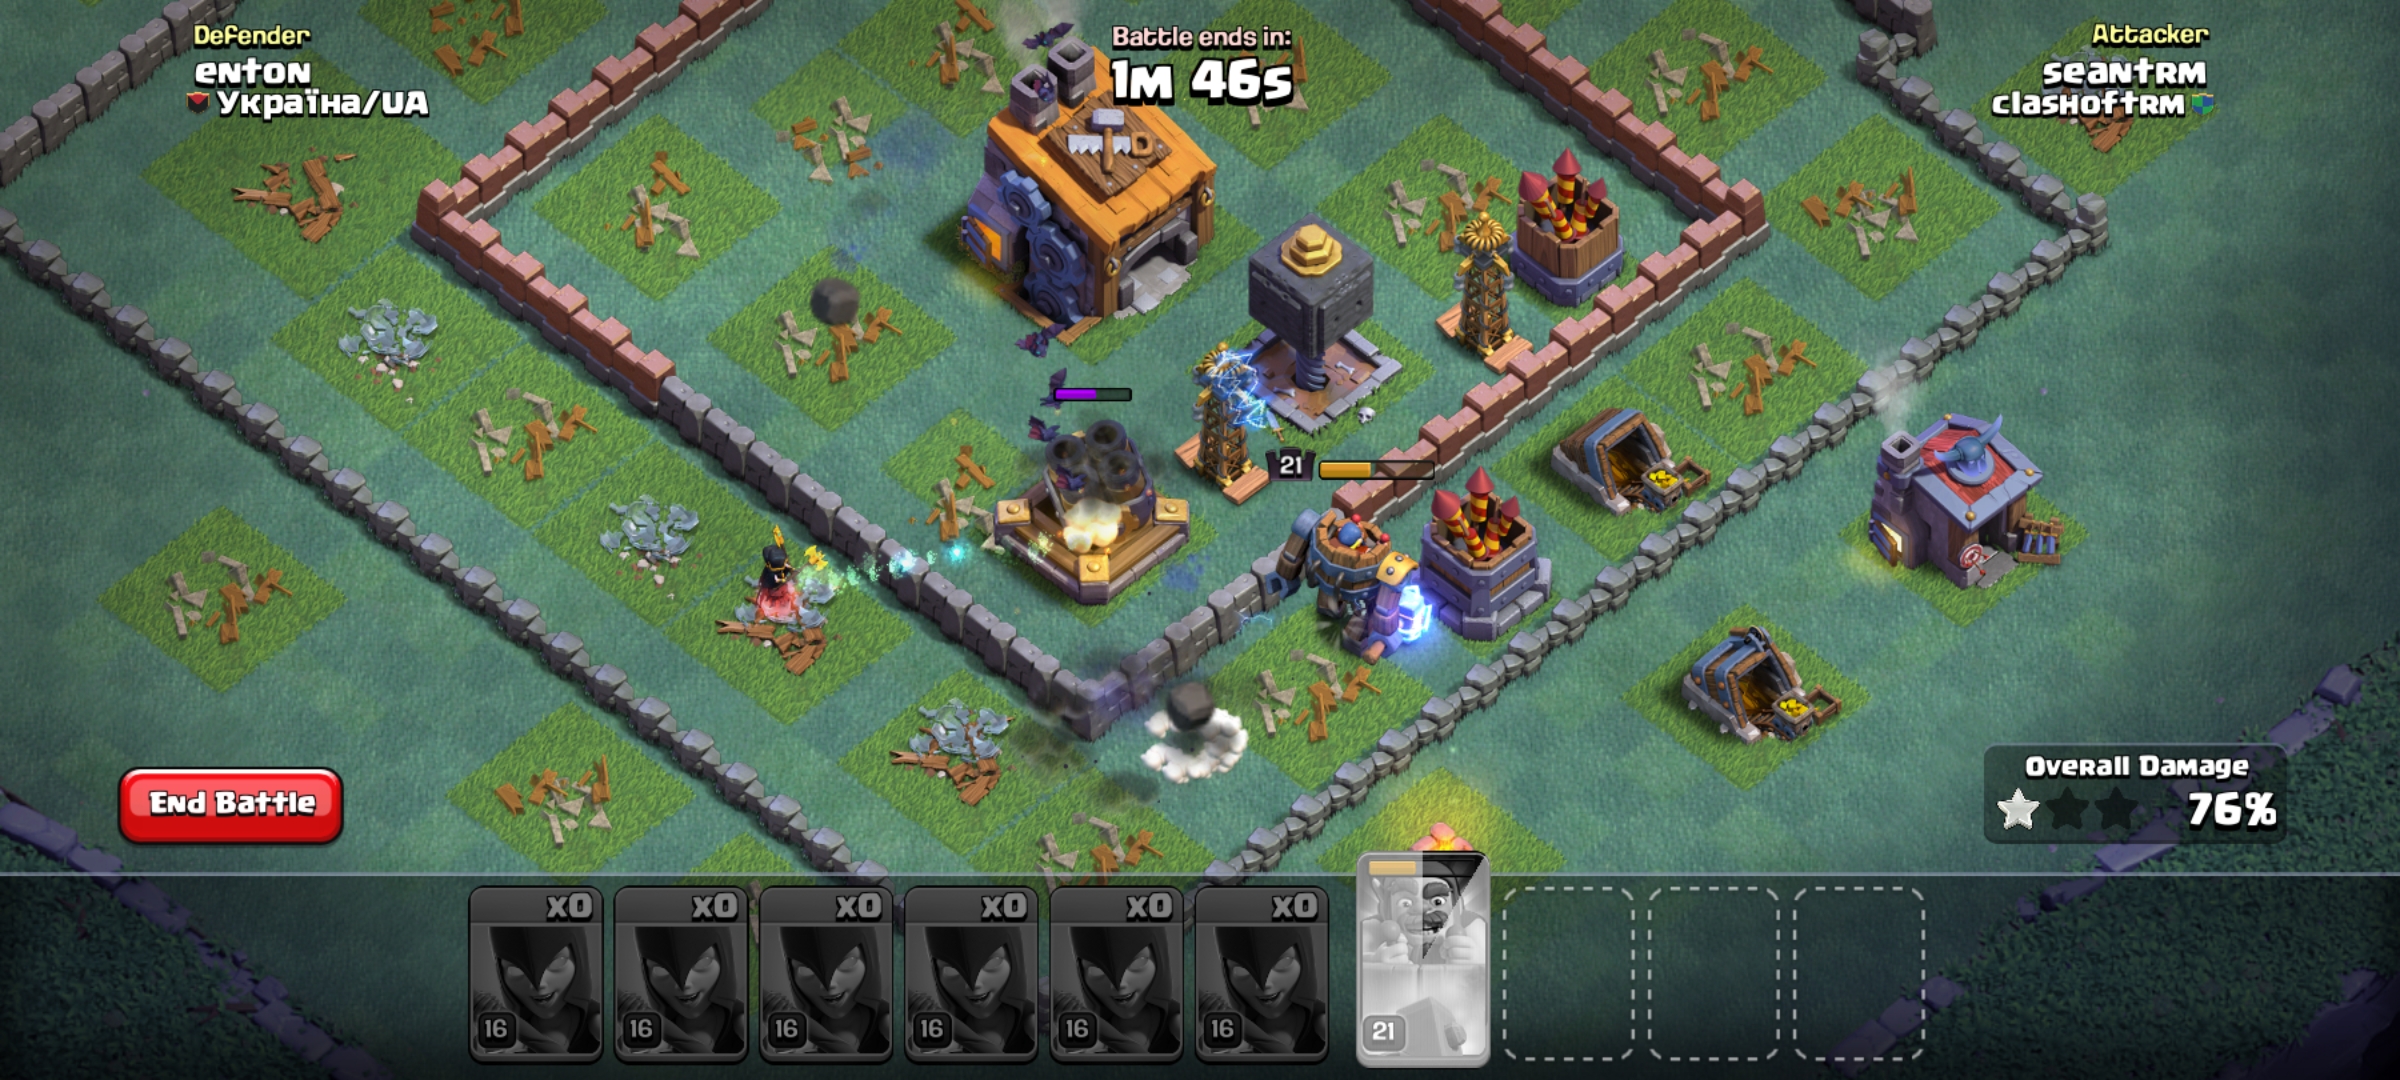 Defender
enton
Україна/UA
Battle ends in:
1M 46s
Attacker
seantRM
clashoftRM
21
End Battle
Overall Damage
76%
x0 x0 x0 x0 x0 x0
16 16 16 16 16 16 21